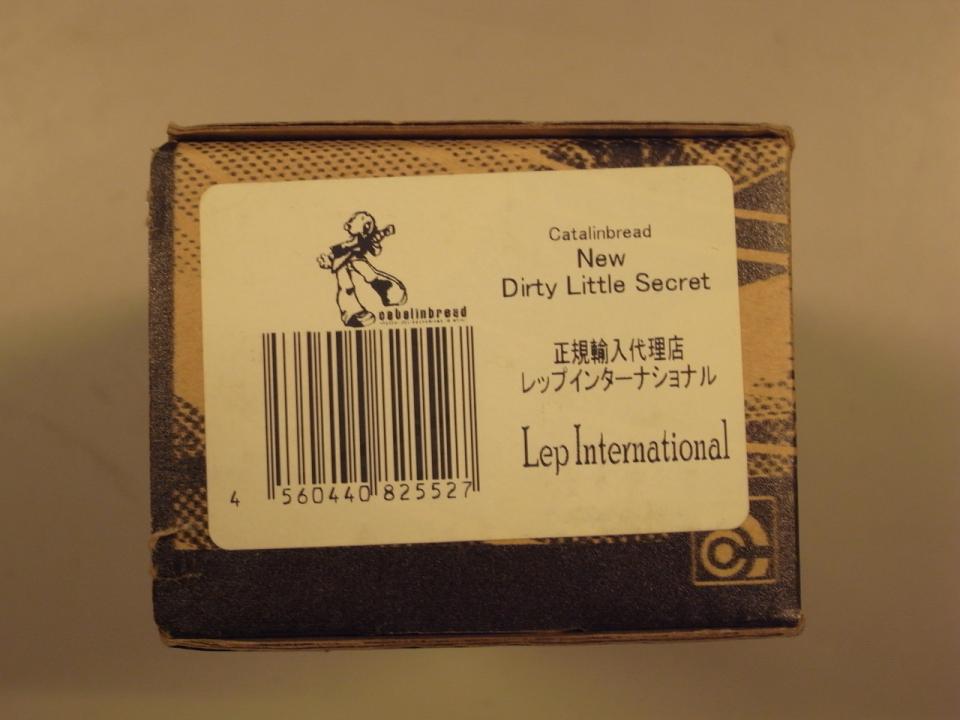 catalinbread
4 560440 825527
Catalinbread
New
Dirty Little Secret
正規輸入代理店
レップインターナショナル
Lep International